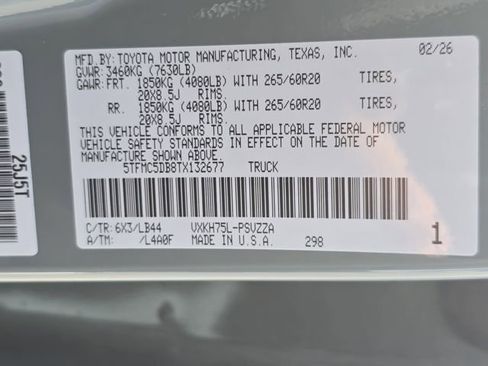 MFD. BY: TOYOTA MOTOR MANUFACTURING, TEXAS, INC. 02/26
GVWR: 3460KG (7630LB)
GAWR: FRT. 1850KG (4080LB) WITH 265/60R20 TIRES,
20X8.5J RIMS.
RR. 1850KG (4080LB) WITH 265/60R20 TIRES,
20X8.5J RIMS.
THIS VEHICLE CONFORMS TO ALL APPLICABLE FEDERAL MOTOR
VEHICLE SAFETY STANDARDS IN EFFECT ON THE DATE OF
MANUFACTURE SHOWN ABOVE.
5TFMC5DB8TX132677 TRUCK
C/TR: 6X3/LB44 VXKH75L-PSVZZA
A/TM: /L4A0F MADE IN U.S.A. 298 1
25J5T